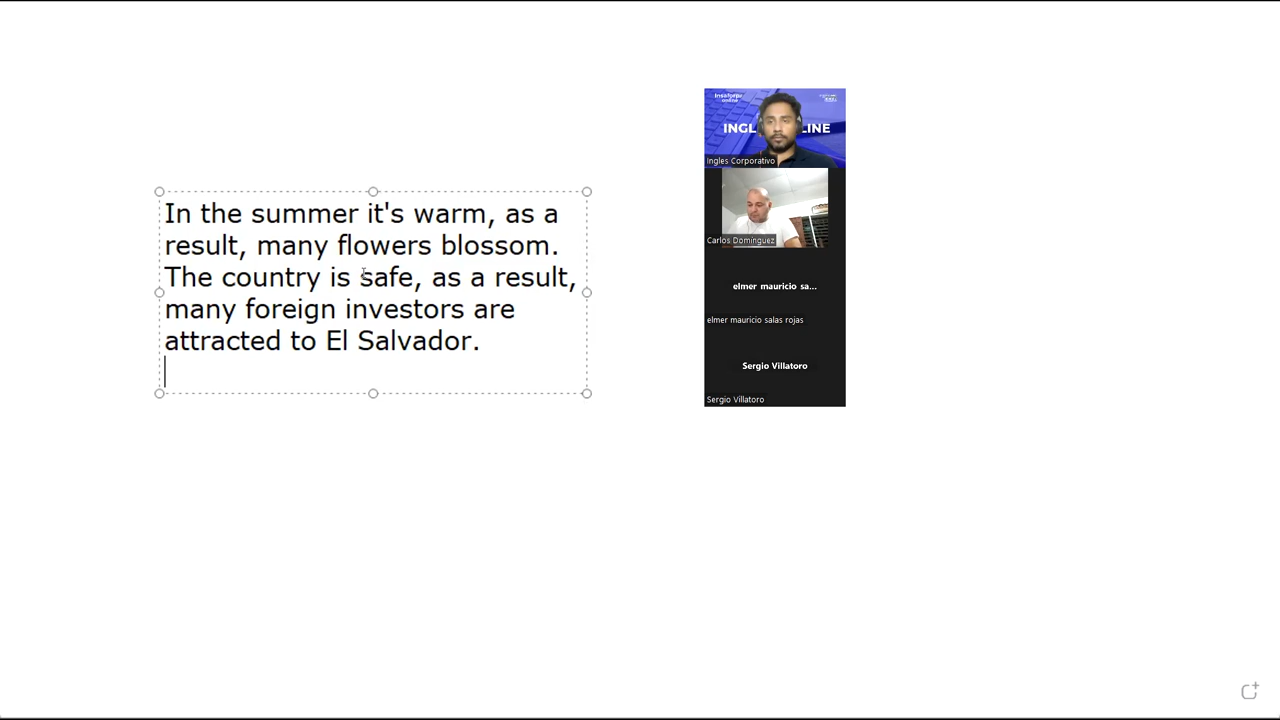 In the summer it's warm, as a
result, many flowers blossom.
The country is safe, as a result,
many foreign investors are
attracted to El Salvador.
INGL LINE
Ingles Corporativo
Carlos Domínguez
elmer mauricio sa...
elmer mauricio salas rojas
Sergio Villatoro
Sergio Villatoro